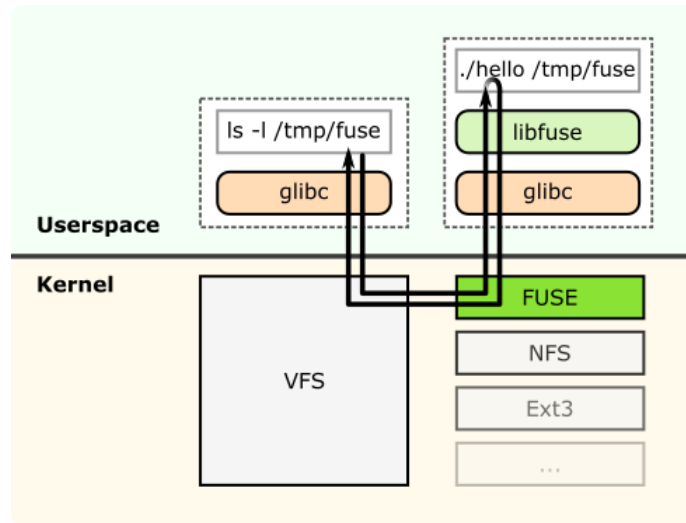 ./hello /tmp/fuse
ls -l /tmp/fuse
libfuse
glibc
glibc
Userspace
Kernel
FUSE
NFS
VFS
Ext3
...